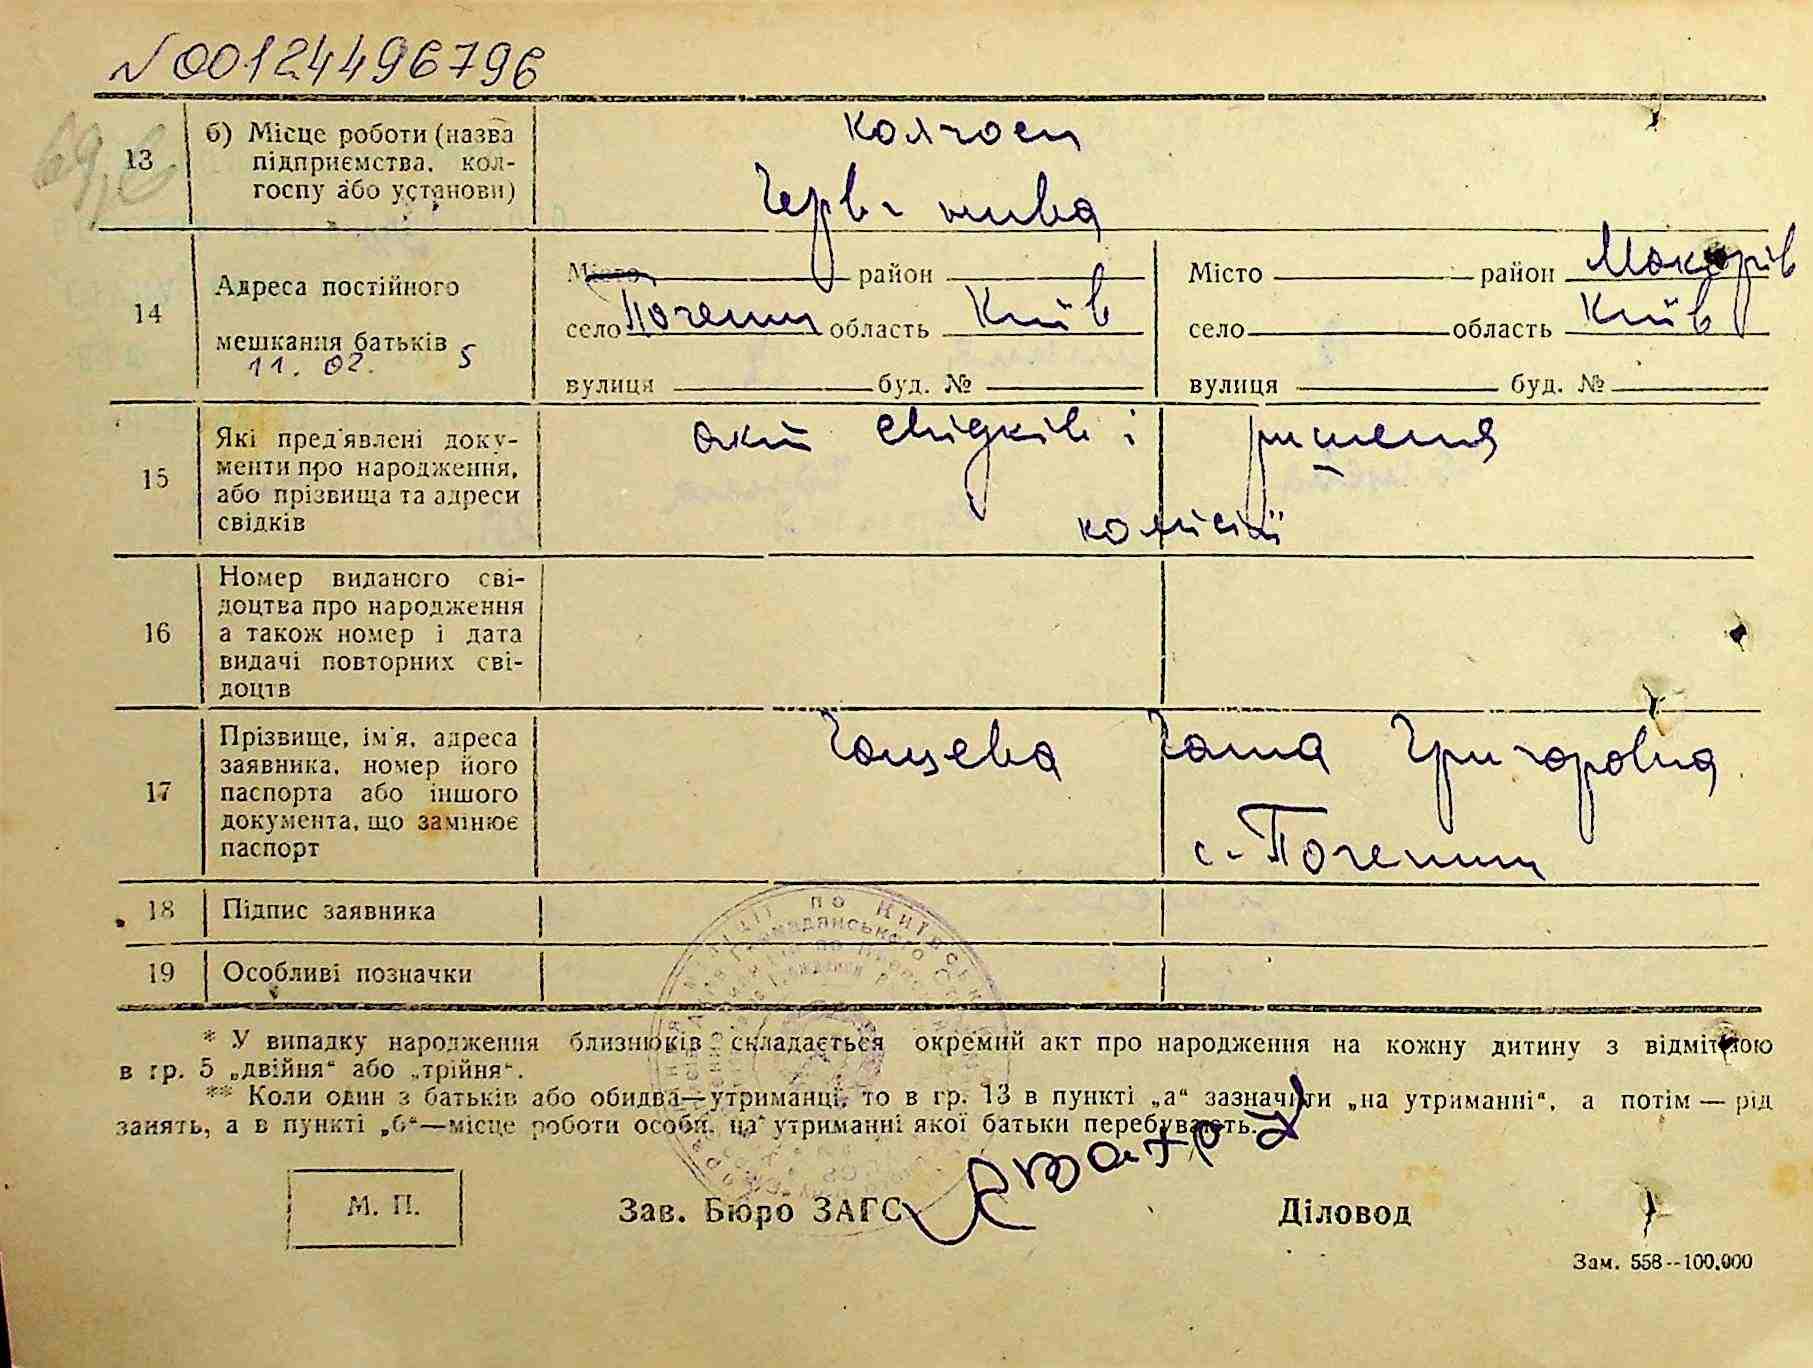 N 00124496796
13 б) Місце роботи (назва
підприємства, кол-
госпу або установи)
колгосп
Черв. нива
14 Адреса постійного
мешкання батьків
11. 02. 5
Місто район
село Почепин область Київ
вулиця буд. №
Місто район Макарів
село область Київ
вулиця буд. №
15 Які пред'явлені доку-
менти про народження,
або прізвища та адреси
свідків
акт свідків і ришення
комісії
16 Номер виданого сві-
доцтва про народження
а також номер і дата
видачі повторних сві-
доцтв
17 Прізвище, ім'я, адреса
заявника, номер його
паспорта або іншого
документа, що замінює
паспорт
Ганна Григоровна
с. Почепин
18 Підпис заявника
19 Особливі позначки
* У випадку народження близнюків складається окремий акт про народження на кожну дитину з відміткою
в гр. 5 „двійня“ або „трійня“.
** Коли один з батьків або обидва—утриманці, то в гр. 13 в пункті „а“ зазначити „на утриманні“, а потім — рід
занять, а в пункті „б“—місце роботи особи, на утриманні якої батьки перебувають.
М. П.
Зав. Бюро ЗАГС
Діловод
Зам. 558--100.000